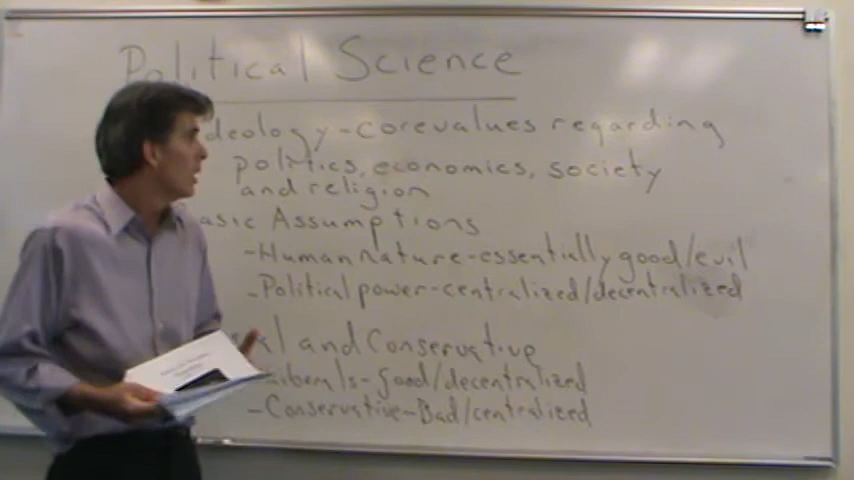 Political Science
deology-core values regarding
politics, economics, society
and religion
asic Assumptions
-Human nature-essentially good/evil
-Political power-centralized/decentralized
al and Conservative
iberals-good/decentralized
-Conservative-Bad/centralized